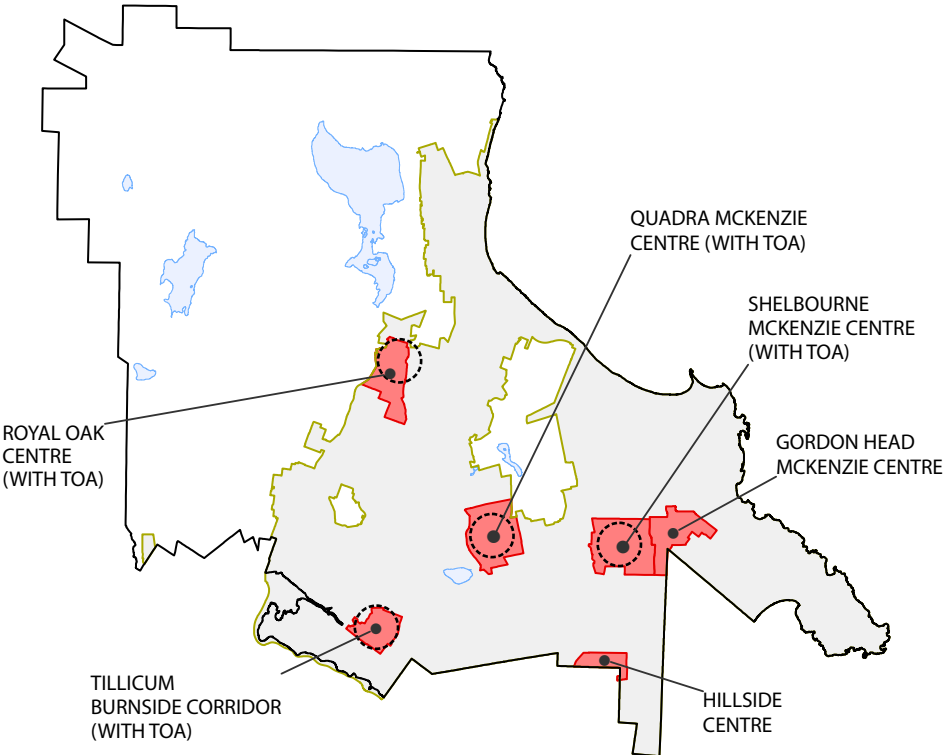 QUADRA MCKENZIE
CENTRE (WITH TOA)
SHELBOURNE
MCKENZIE CENTRE
(WITH TOA)
ROYAL OAK
CENTRE
(WITH TOA)
GORDON HEAD
MCKENZIE CENTRE
TILLICUM
BURNSIDE CORRIDOR
(WITH TOA)
HILLSIDE
CENTRE